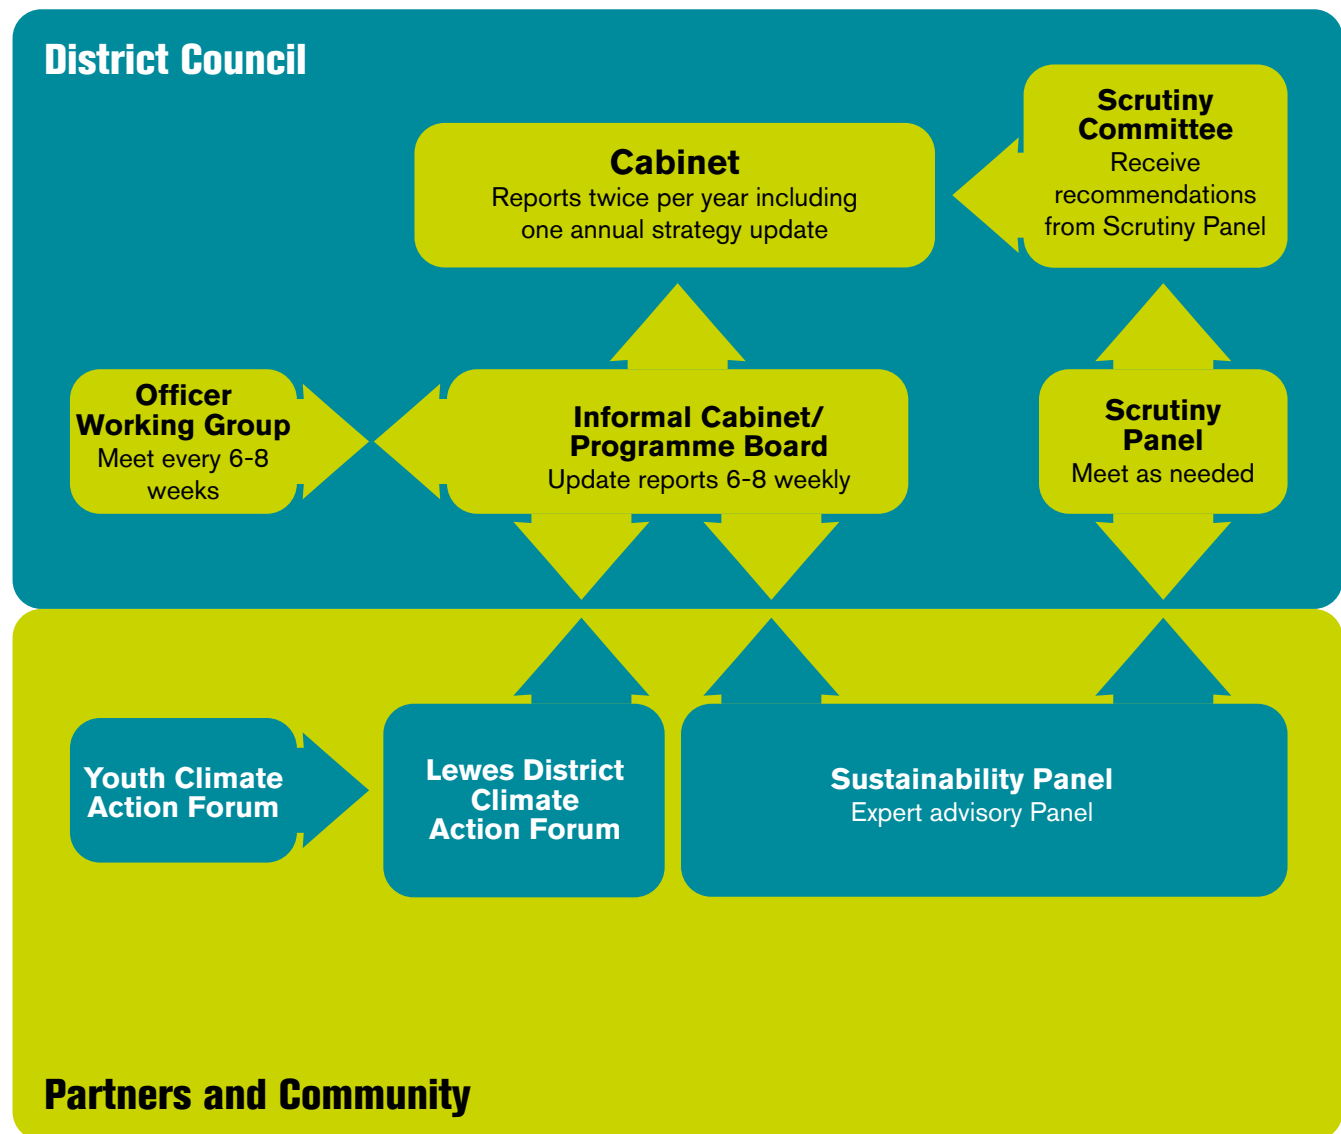 District Council
Scrutiny
Committee
Receive
recommendations
from Scrutiny Panel
Cabinet
Reports twice per year including
one annual strategy update
Officer
Working Group
Meet every 6-8
weeks
Informal Cabinet/
Programme Board
Update reports 6-8 weekly
Scrutiny
Panel
Meet as needed
Youth Climate
Action Forum
Lewes District
Climate
Action Forum
Sustainability Panel
Expert advisory Panel
Partners and Community